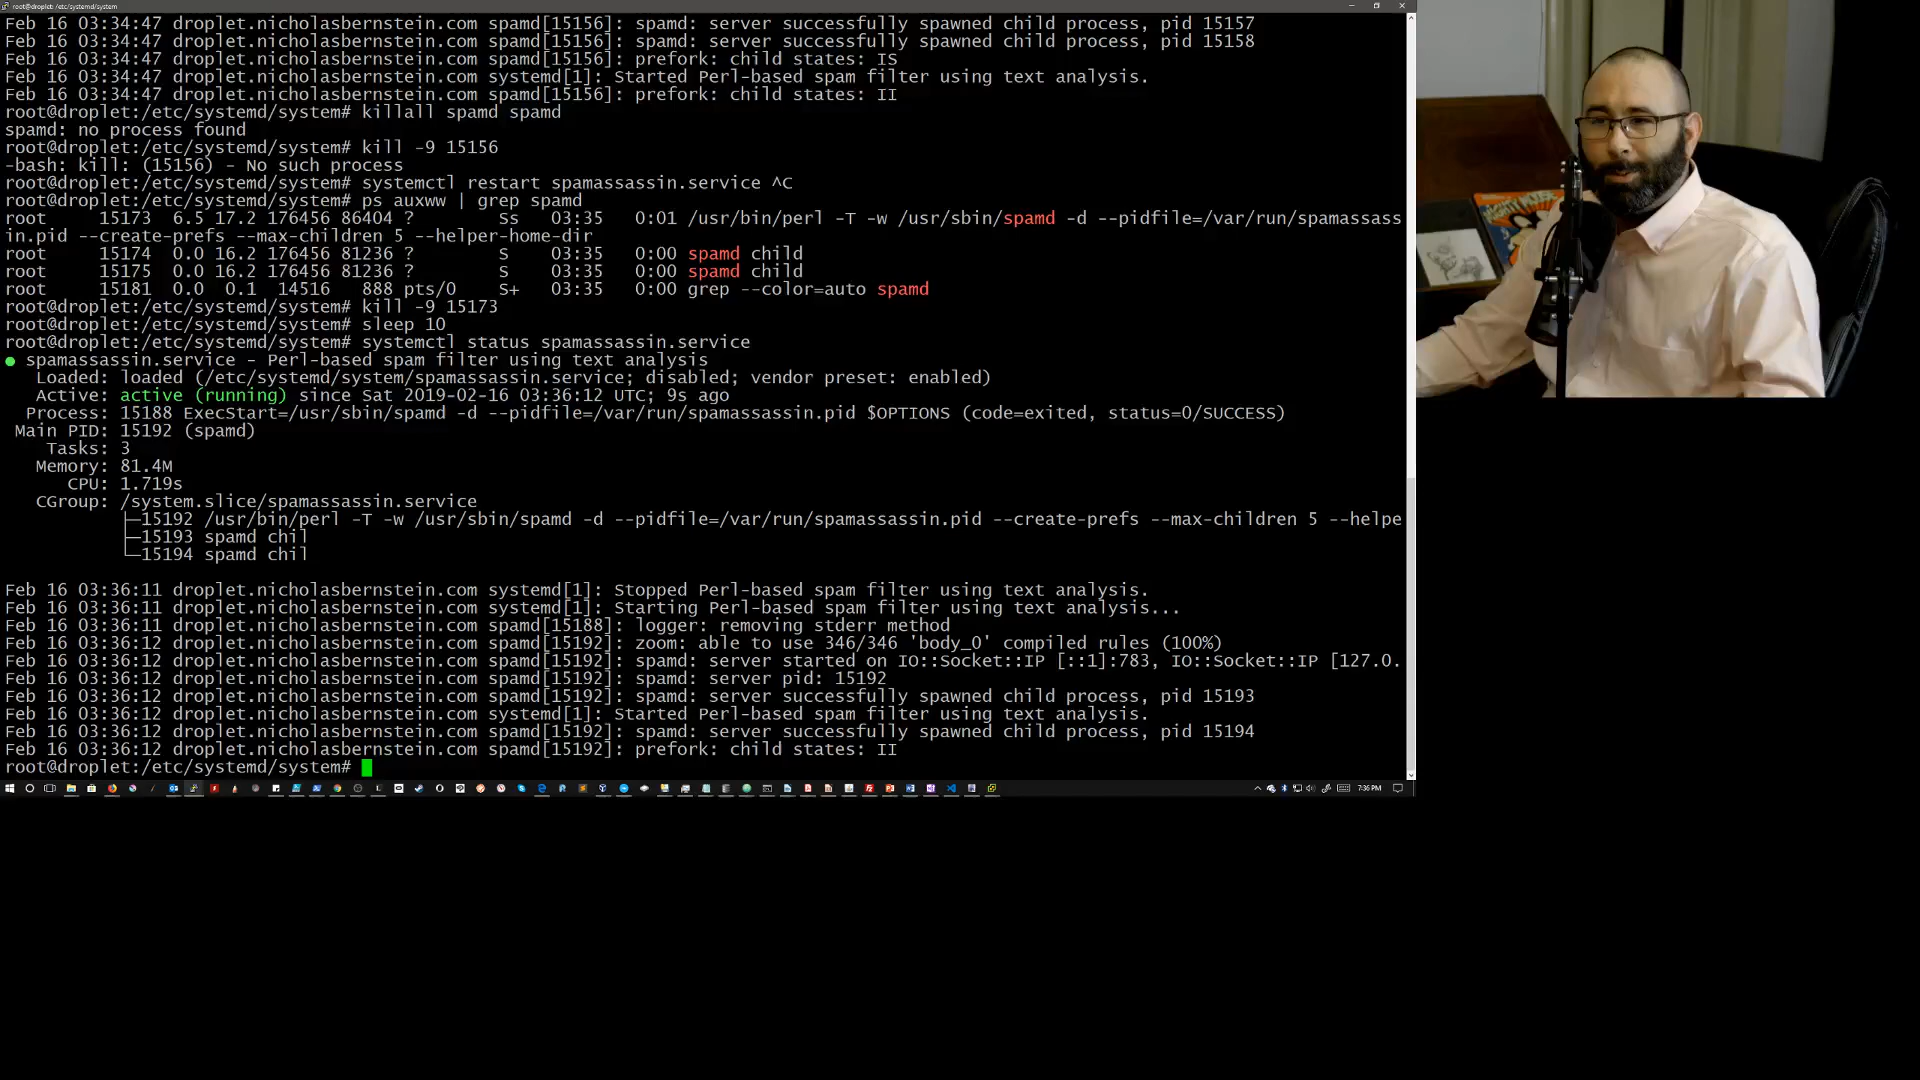 root@droplet: /etc/systemd/system
Feb 16 03:34:47 droplet.nicholasbernstein.com spamd[15156]: spamd: server successfully spawned child process, pid 15157
Feb 16 03:34:47 droplet.nicholasbernstein.com spamd[15156]: spamd: server successfully spawned child process, pid 15158
Feb 16 03:34:47 droplet.nicholasbernstein.com spamd[15156]: prefork: child states: IS
Feb 16 03:34:47 droplet.nicholasbernstein.com systemd[1]: Started Perl-based spam filter using text analysis.
Feb 16 03:34:47 droplet.nicholasbernstein.com spamd[15156]: prefork: child states: II
root@droplet:/etc/systemd/system# killall spamd spamd
spamd: no process found
root@droplet:/etc/systemd/system# kill -9 15156
-bash: kill: (15156) - No such process
root@droplet:/etc/systemd/system# systemctl restart spamassassin.service ^C
root@droplet:/etc/systemd/system# ps auxww | grep spamd
root     15173  6.5 17.2 176456 86404 ?        Ss   03:35   0:01 /usr/bin/perl -T -w /usr/sbin/spamd -d --pidfile=/var/run/spamassass
in.pid --create-prefs --max-children 5 --helper-home-dir
root     15174  0.0 16.2 176456 81236 ?        S    03:35   0:00 spamd child
root     15175  0.0 16.2 176456 81236 ?        S    03:35   0:00 spamd child
root     15181  0.0  0.1  14516   888 pts/0    S+   03:35   0:00 grep --color=auto spamd
root@droplet:/etc/systemd/system# kill -9 15173
root@droplet:/etc/systemd/system# sleep 10
root@droplet:/etc/systemd/system# systemctl status spamassassin.service
● spamassassin.service - Perl-based spam filter using text analysis
   Loaded: loaded (/etc/systemd/system/spamassassin.service; disabled; vendor preset: enabled)
   Active: active (running) since Sat 2019-02-16 03:36:12 UTC; 9s ago
  Process: 15188 ExecStart=/usr/sbin/spamd -d --pidfile=/var/run/spamassassin.pid $OPTIONS (code=exited, status=0/SUCCESS)
 Main PID: 15192 (spamd)
    Tasks: 3
   Memory: 81.4M
      CPU: 1.719s
   CGroup: /system.slice/spamassassin.service
           ├─15192 /usr/bin/perl -T -w /usr/sbin/spamd -d --pidfile=/var/run/spamassassin.pid --create-prefs --max-children 5 --helpe
           ├─15193 spamd chil
           └─15194 spamd chil
Feb 16 03:36:11 droplet.nicholasbernstein.com systemd[1]: Stopped Perl-based spam filter using text analysis.
Feb 16 03:36:11 droplet.nicholasbernstein.com systemd[1]: Starting Perl-based spam filter using text analysis...
Feb 16 03:36:11 droplet.nicholasbernstein.com spamd[15188]: logger: removing stderr method
Feb 16 03:36:12 droplet.nicholasbernstein.com spamd[15192]: zoom: able to use 346/346 'body_0' compiled rules (100%)
Feb 16 03:36:12 droplet.nicholasbernstein.com spamd[15192]: spamd: server started on IO::Socket::IP [::1]:783, IO::Socket::IP [127.0.
Feb 16 03:36:12 droplet.nicholasbernstein.com spamd[15192]: spamd: server pid: 15192
Feb 16 03:36:12 droplet.nicholasbernstein.com spamd[15192]: spamd: server successfully spawned child process, pid 15193
Feb 16 03:36:12 droplet.nicholasbernstein.com systemd[1]: Started Perl-based spam filter using text analysis.
Feb 16 03:36:12 droplet.nicholasbernstein.com spamd[15192]: spamd: server successfully spawned child process, pid 15194
Feb 16 03:36:12 droplet.nicholasbernstein.com spamd[15192]: prefork: child states: II
root@droplet:/etc/systemd/system#
7:36 PM